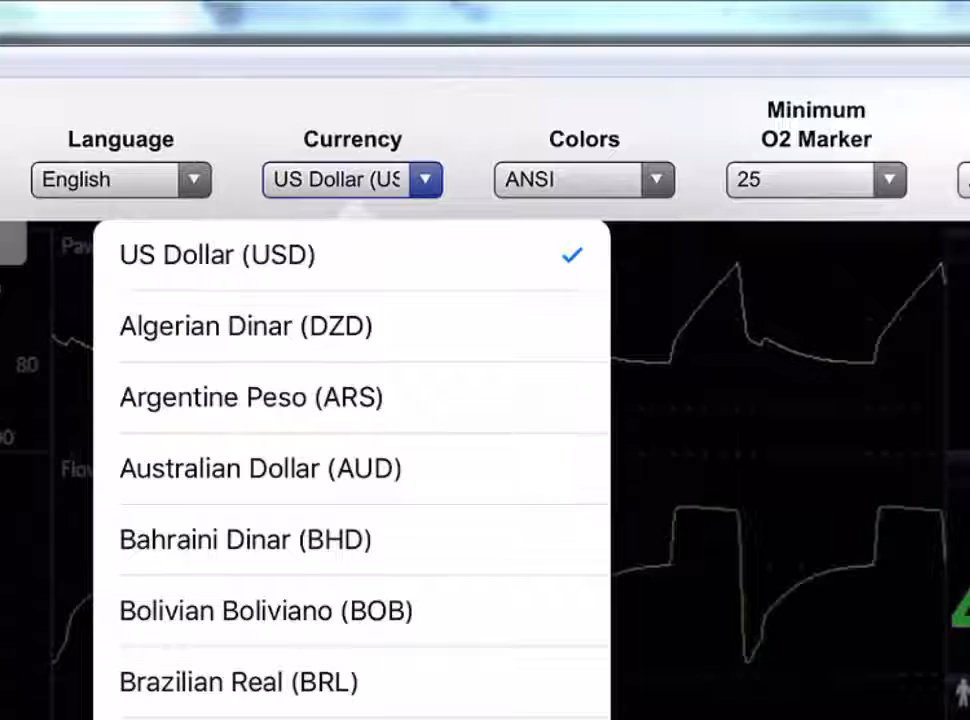 Minimum
Language Currency Colors O2 Marker
English US Dollar (US ANSI 25
US Dollar (USD)
Algerian Dinar (DZD)
80
Argentine Peso (ARS)
Australian Dollar (AUD)
Bahraini Dinar (BHD)
Bolivian Boliviano (BOB)
Brazilian Real (BRL)